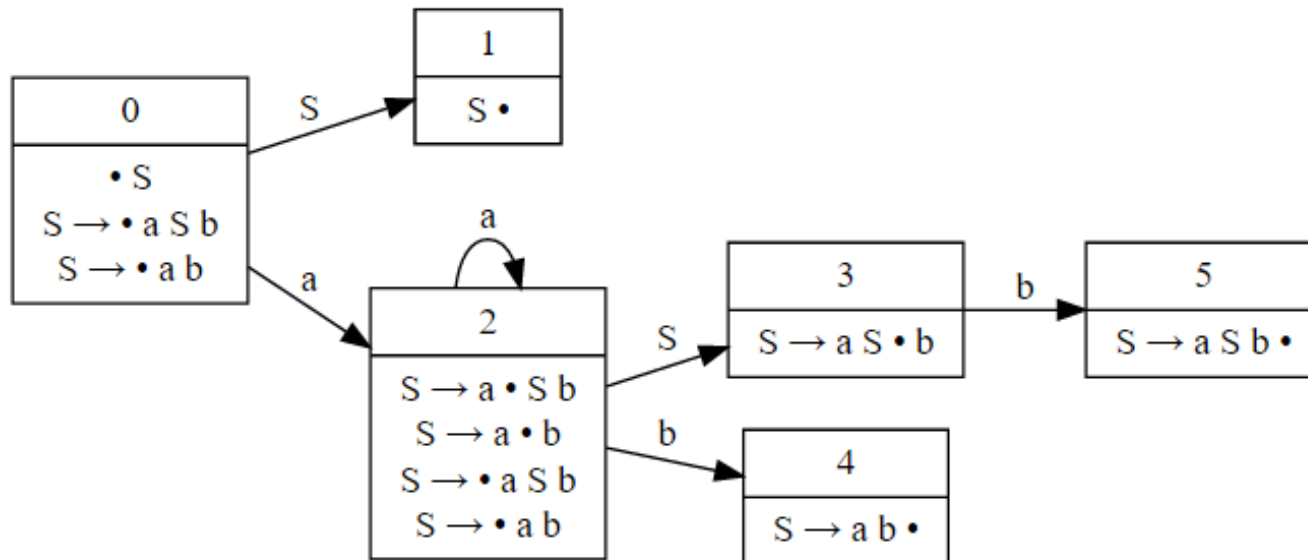 0
• S
S → • a S b
S → • a b
S
1
S •
a
a
2
S → a • S b
S → a • b
S → • a S b
S → • a b
S
3
S → a S • b
b
5
S → a S b •
b
4
S → a b •